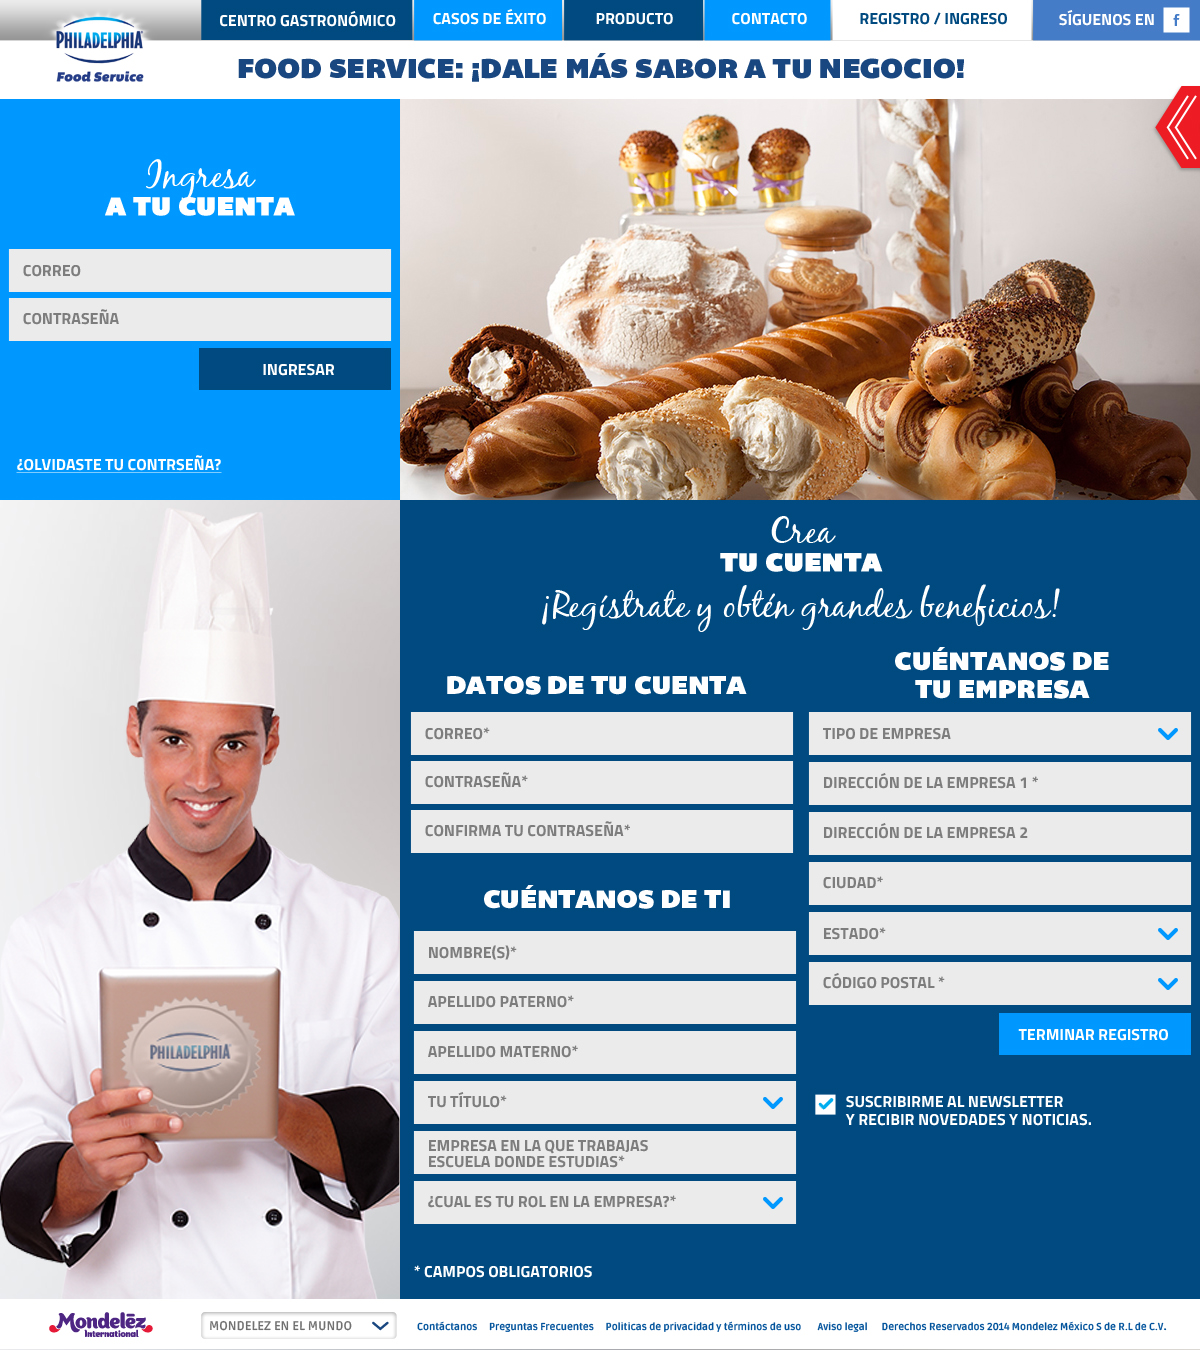 CENTRO GASTRONÓMICO
CASOS DE ÉXITO
PRODUCTO
CONTACTO
REGISTRO / INGRESO
SÍGUENOS EN f
PHILADELPHIA
Food Service
FOOD SERVICE: ¡DALE MÁS SABOR A TU NEGOCIO!
Ingresa
A TU CUENTA
CORREO
CONTRASEÑA
INGRESAR
¿OLVIDASTE TU CONTRSEÑA?
PHILADELPHIA
Crea
TU CUENTA
¡Regístrate y obtén grandes beneficios!
DATOS DE TU CUENTA
CORREO*
CONTRASEÑA*
CONFIRMA TU CONTRASEÑA*
CUÉNTANOS DE TI
NOMBRE(S)*
APELLIDO PATERNO*
APELLIDO MATERNO*
TU TÍTULO*
EMPRESA EN LA QUE TRABAJAS
ESCUELA DONDE ESTUDIAS*
¿CUAL ES TU ROL EN LA EMPRESA?*
* CAMPOS OBLIGATORIOS
CUÉNTANOS DE
TU EMPRESA
TIPO DE EMPRESA
DIRECCIÓN DE LA EMPRESA 1 *
DIRECCIÓN DE LA EMPRESA 2
CIUDAD*
ESTADO*
CÓDIGO POSTAL *
TERMINAR REGISTRO
SUSCRIBIRME AL NEWSLETTER
Y RECIBIR NOVEDADES Y NOTICIAS.
Mondelēz
International
MONDELEZ EN EL MUNDO
Contáctanos
Preguntas Frecuentes
Politicas de privacidad y términos de uso
Aviso legal
Derechos Reservados 2014 Mondelez México S de R.L de C.V.